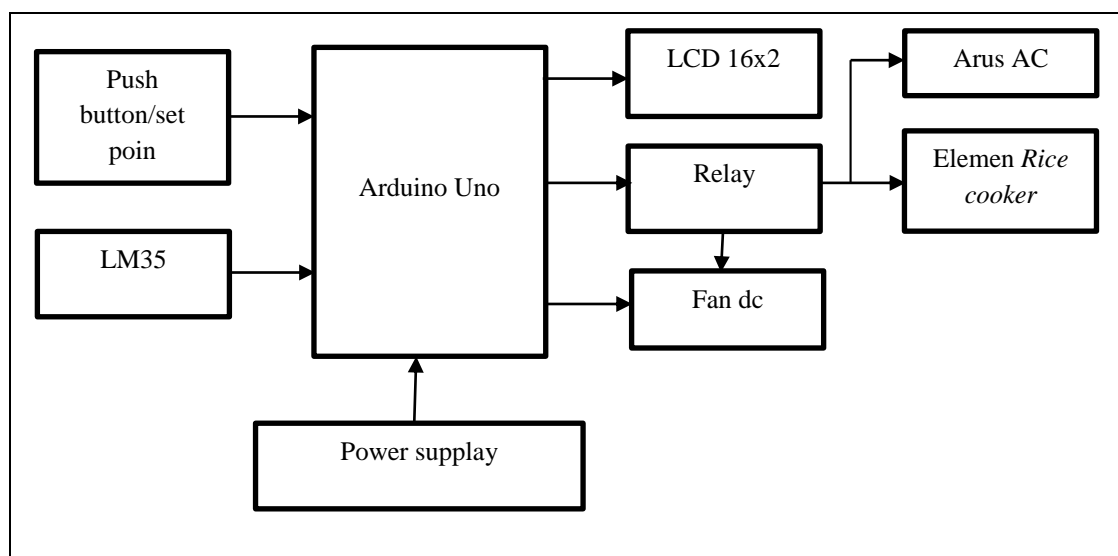 Push
button/set
poin
LM35
Arduino Uno
Power supplay
LCD 16x2
Relay
Fan dc
Arus AC
Elemen Rice
cooker